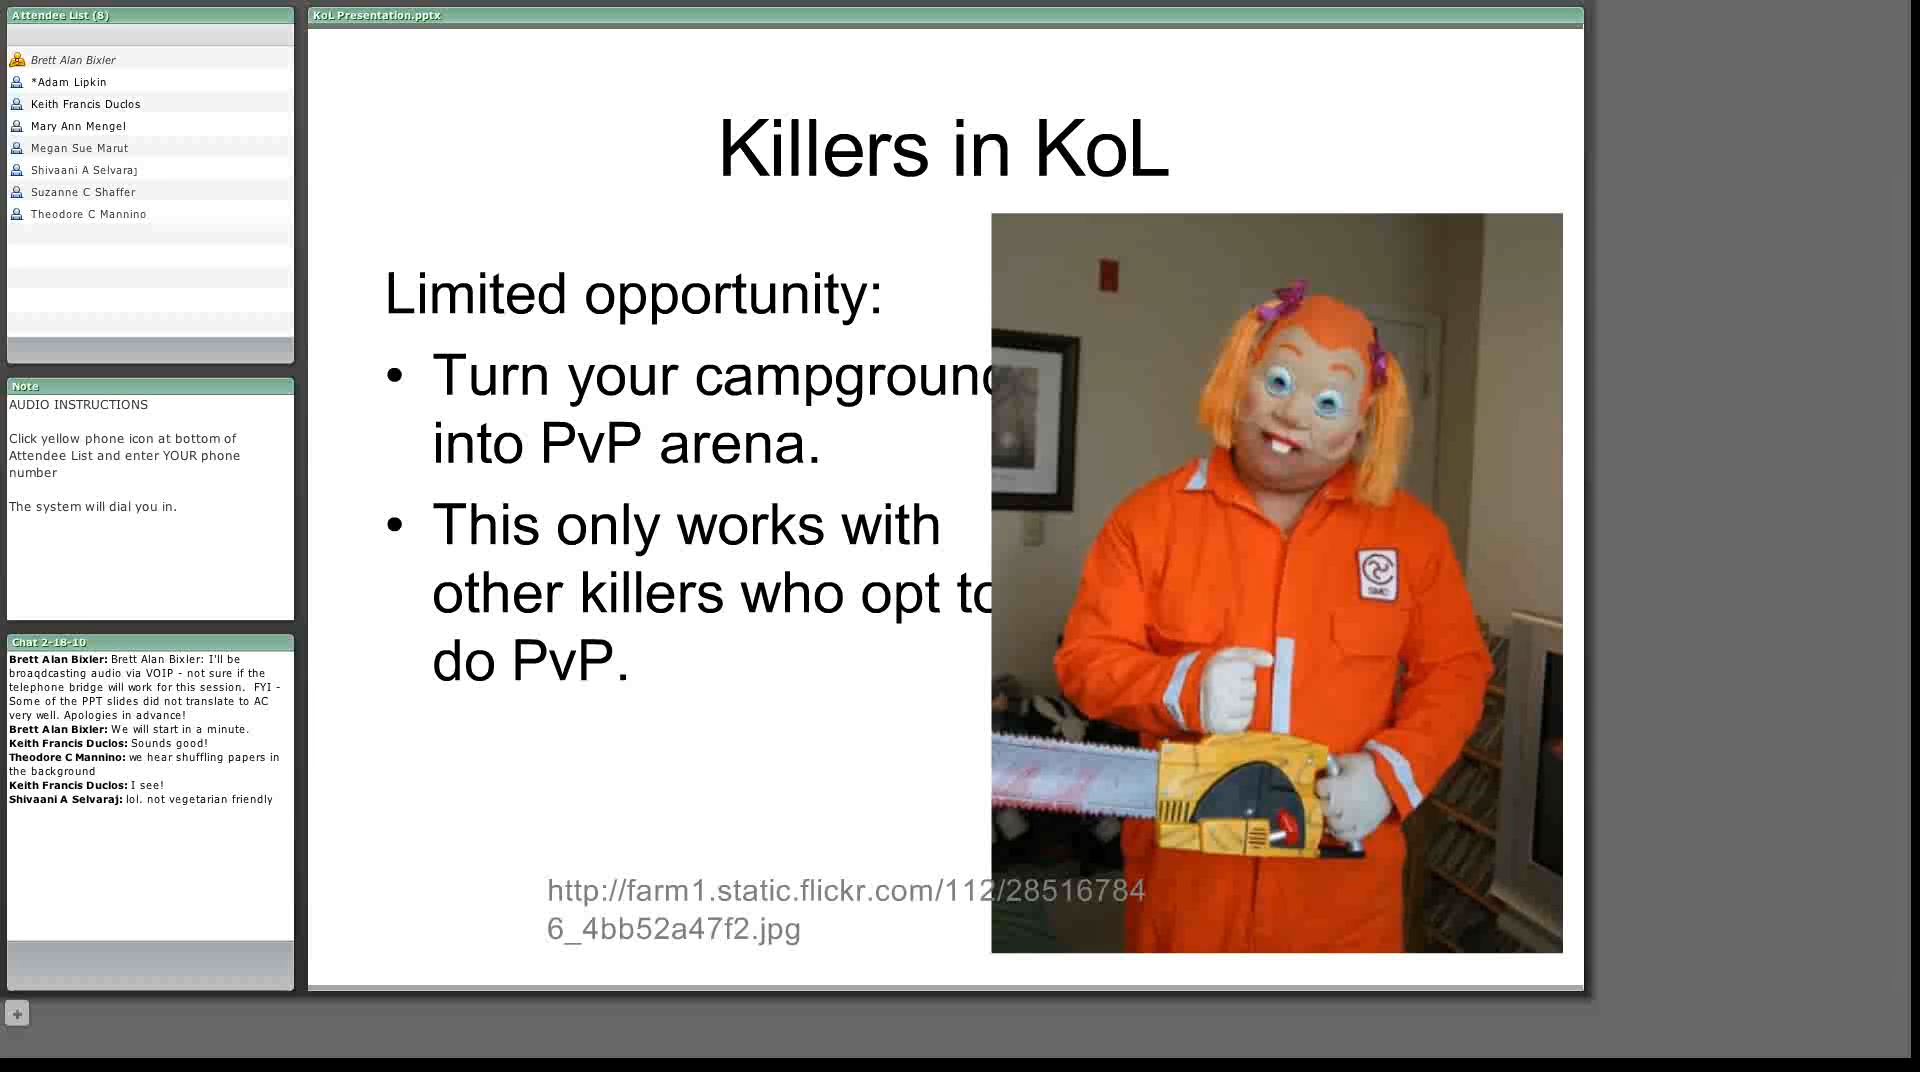 Attendee List (8)
Brett Alan Bixler
*Adam Lipkin
Keith Francis Duclos
Mary Ann Mengel
Megan Sue Marut
Shivaani A Selvaraj
Suzanne C Shaffer
Theodore C Mannino
Note
AUDIO INSTRUCTIONS
Click yellow phone icon at bottom of
Attendee List and enter YOUR phone
number
The system will dial you in.
Chat 2-18-10
Brett Alan Bixler: Brett Alan Bixler: I'll be
broaqdcasting audio via VOIP - not sure if the
telephone bridge will work for this session.  FYI -
Some of the PPT slides did not translate to AC
very well. Apologies in advance!
Brett Alan Bixler: We will start in a minute.
Keith Francis Duclos: Sounds good!
Theodore C Mannino: we hear shuffling papers in
the background
Keith Francis Duclos: I see!
Shivaani A Selvaraj: lol. not vegetarian friendly
KoL Presentation.pptx
Killers in KoL
Limited opportunity:
• Turn your campground
into PvP arena.
• This only works with
other killers who opt to
do PvP.
http://farm1.static.flickr.com/112/28516784
6_4bb52a47f2.jpg